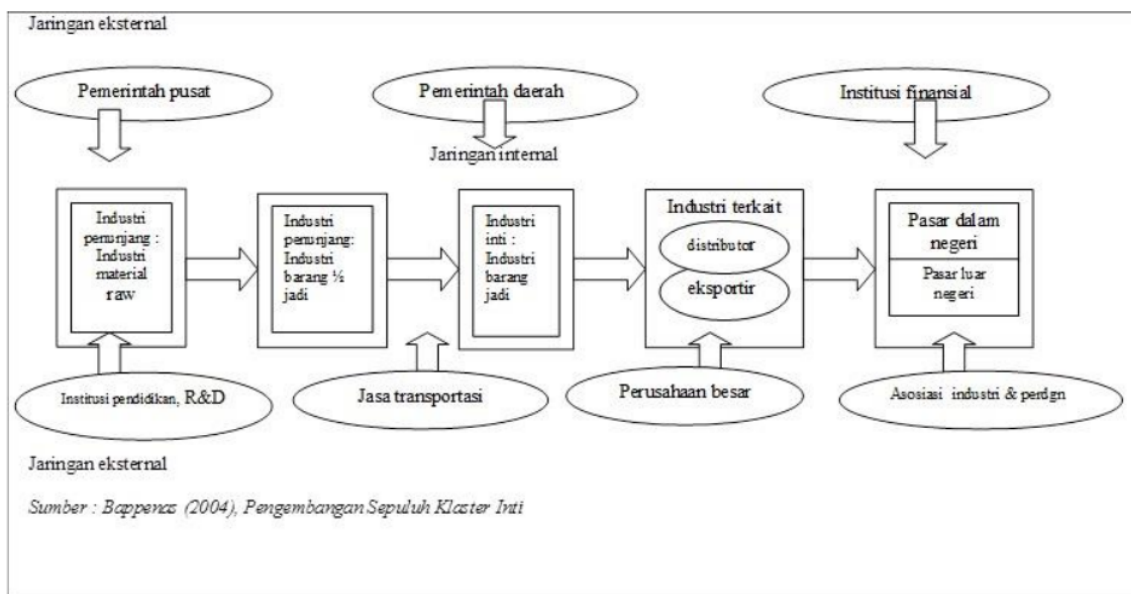 Jaringan eksternal
Pemerintah pusat
Pemerintah daerah
Institusi finansial
Jaringan internal
Industri
penunjang :
Industri
material
raw
Industri
penunjang:
Industri
barang ½
jadi
Industri
inti :
Industri
barang
jadi
Industri terkait
distributor
eksportir
Pasar dalam
negeri
Pasar luar
negeri
Institusi pendidikan, R&D
Jasa transportasi
Perusahaan besar
Asosiasi industri & perdgn
Jaringan eksternal
Sumber : Bappenas (2004), Pengembangan Sepuluh Klaster Inti